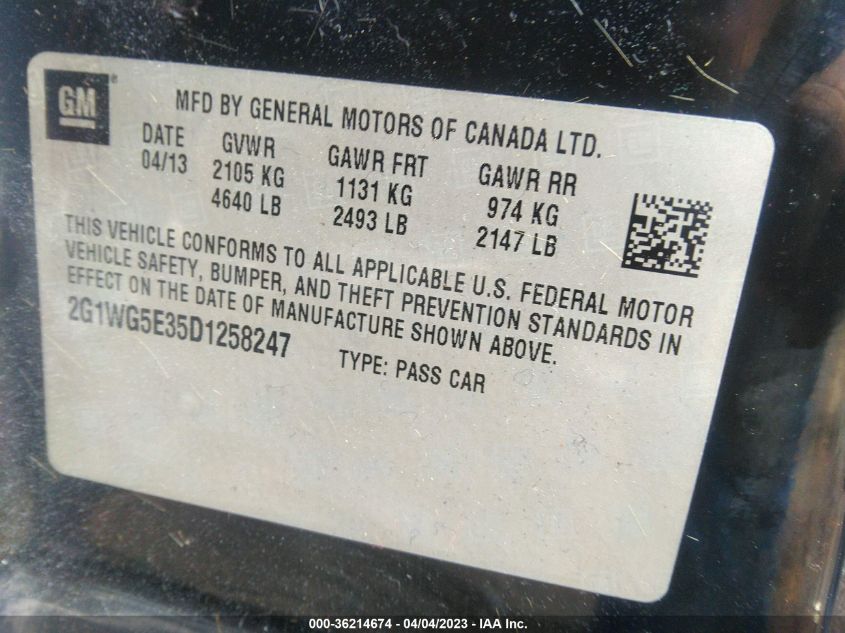 GM ®
MFD BY GENERAL MOTORS OF CANADA LTD.
DATE GVWR GAWR FRT GAWR RR
04/13 2105 KG 1131 KG 974 KG
4640 LB 2493 LB 2147 LB
THIS VEHICLE CONFORMS TO ALL APPLICABLE U.S. FEDERAL MOTOR
VEHICLE SAFETY, BUMPER, AND THEFT PREVENTION STANDARDS IN
EFFECT ON THE DATE OF MANUFACTURE SHOWN ABOVE.
2G1WG5E35D1258247 TYPE: PASS CAR
000-36214674 - 04/04/2023 - IAA Inc.